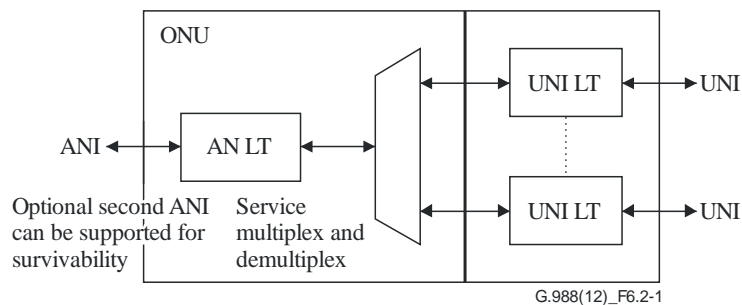 ONU
UNI LT
UNI
ANI
AN LT
Optional second ANI
can be supported for
survivability
Service
multiplex and
demultiplex
UNI LT
UNI
G.988(12)_F6.2-1